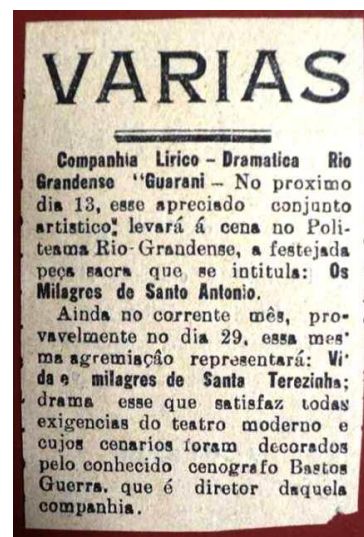 VARIAS
Companhia Lirico - Dramatica Rio
Grandense "Guarani - No proximo
dia 13, esse apreciado conjunto
artistico; levará á cena no Poli-
teama Rio-Grandense, a festejada
peça sacra que se intitula: Os
Milagres de Santo Antonio.
Ainda no corrente mês, pro-
vavelmente no dia 29, essa mes'
ma agremiação representará: Vi
da e milagres de Santa Terezinha;
drama esse que satisfaz todas
exigencias do teatro moderno e
cujos cenarios foram decorados
pelo conhecido cenografo Bastos
Guerra, que é diretor daquela
companhia.